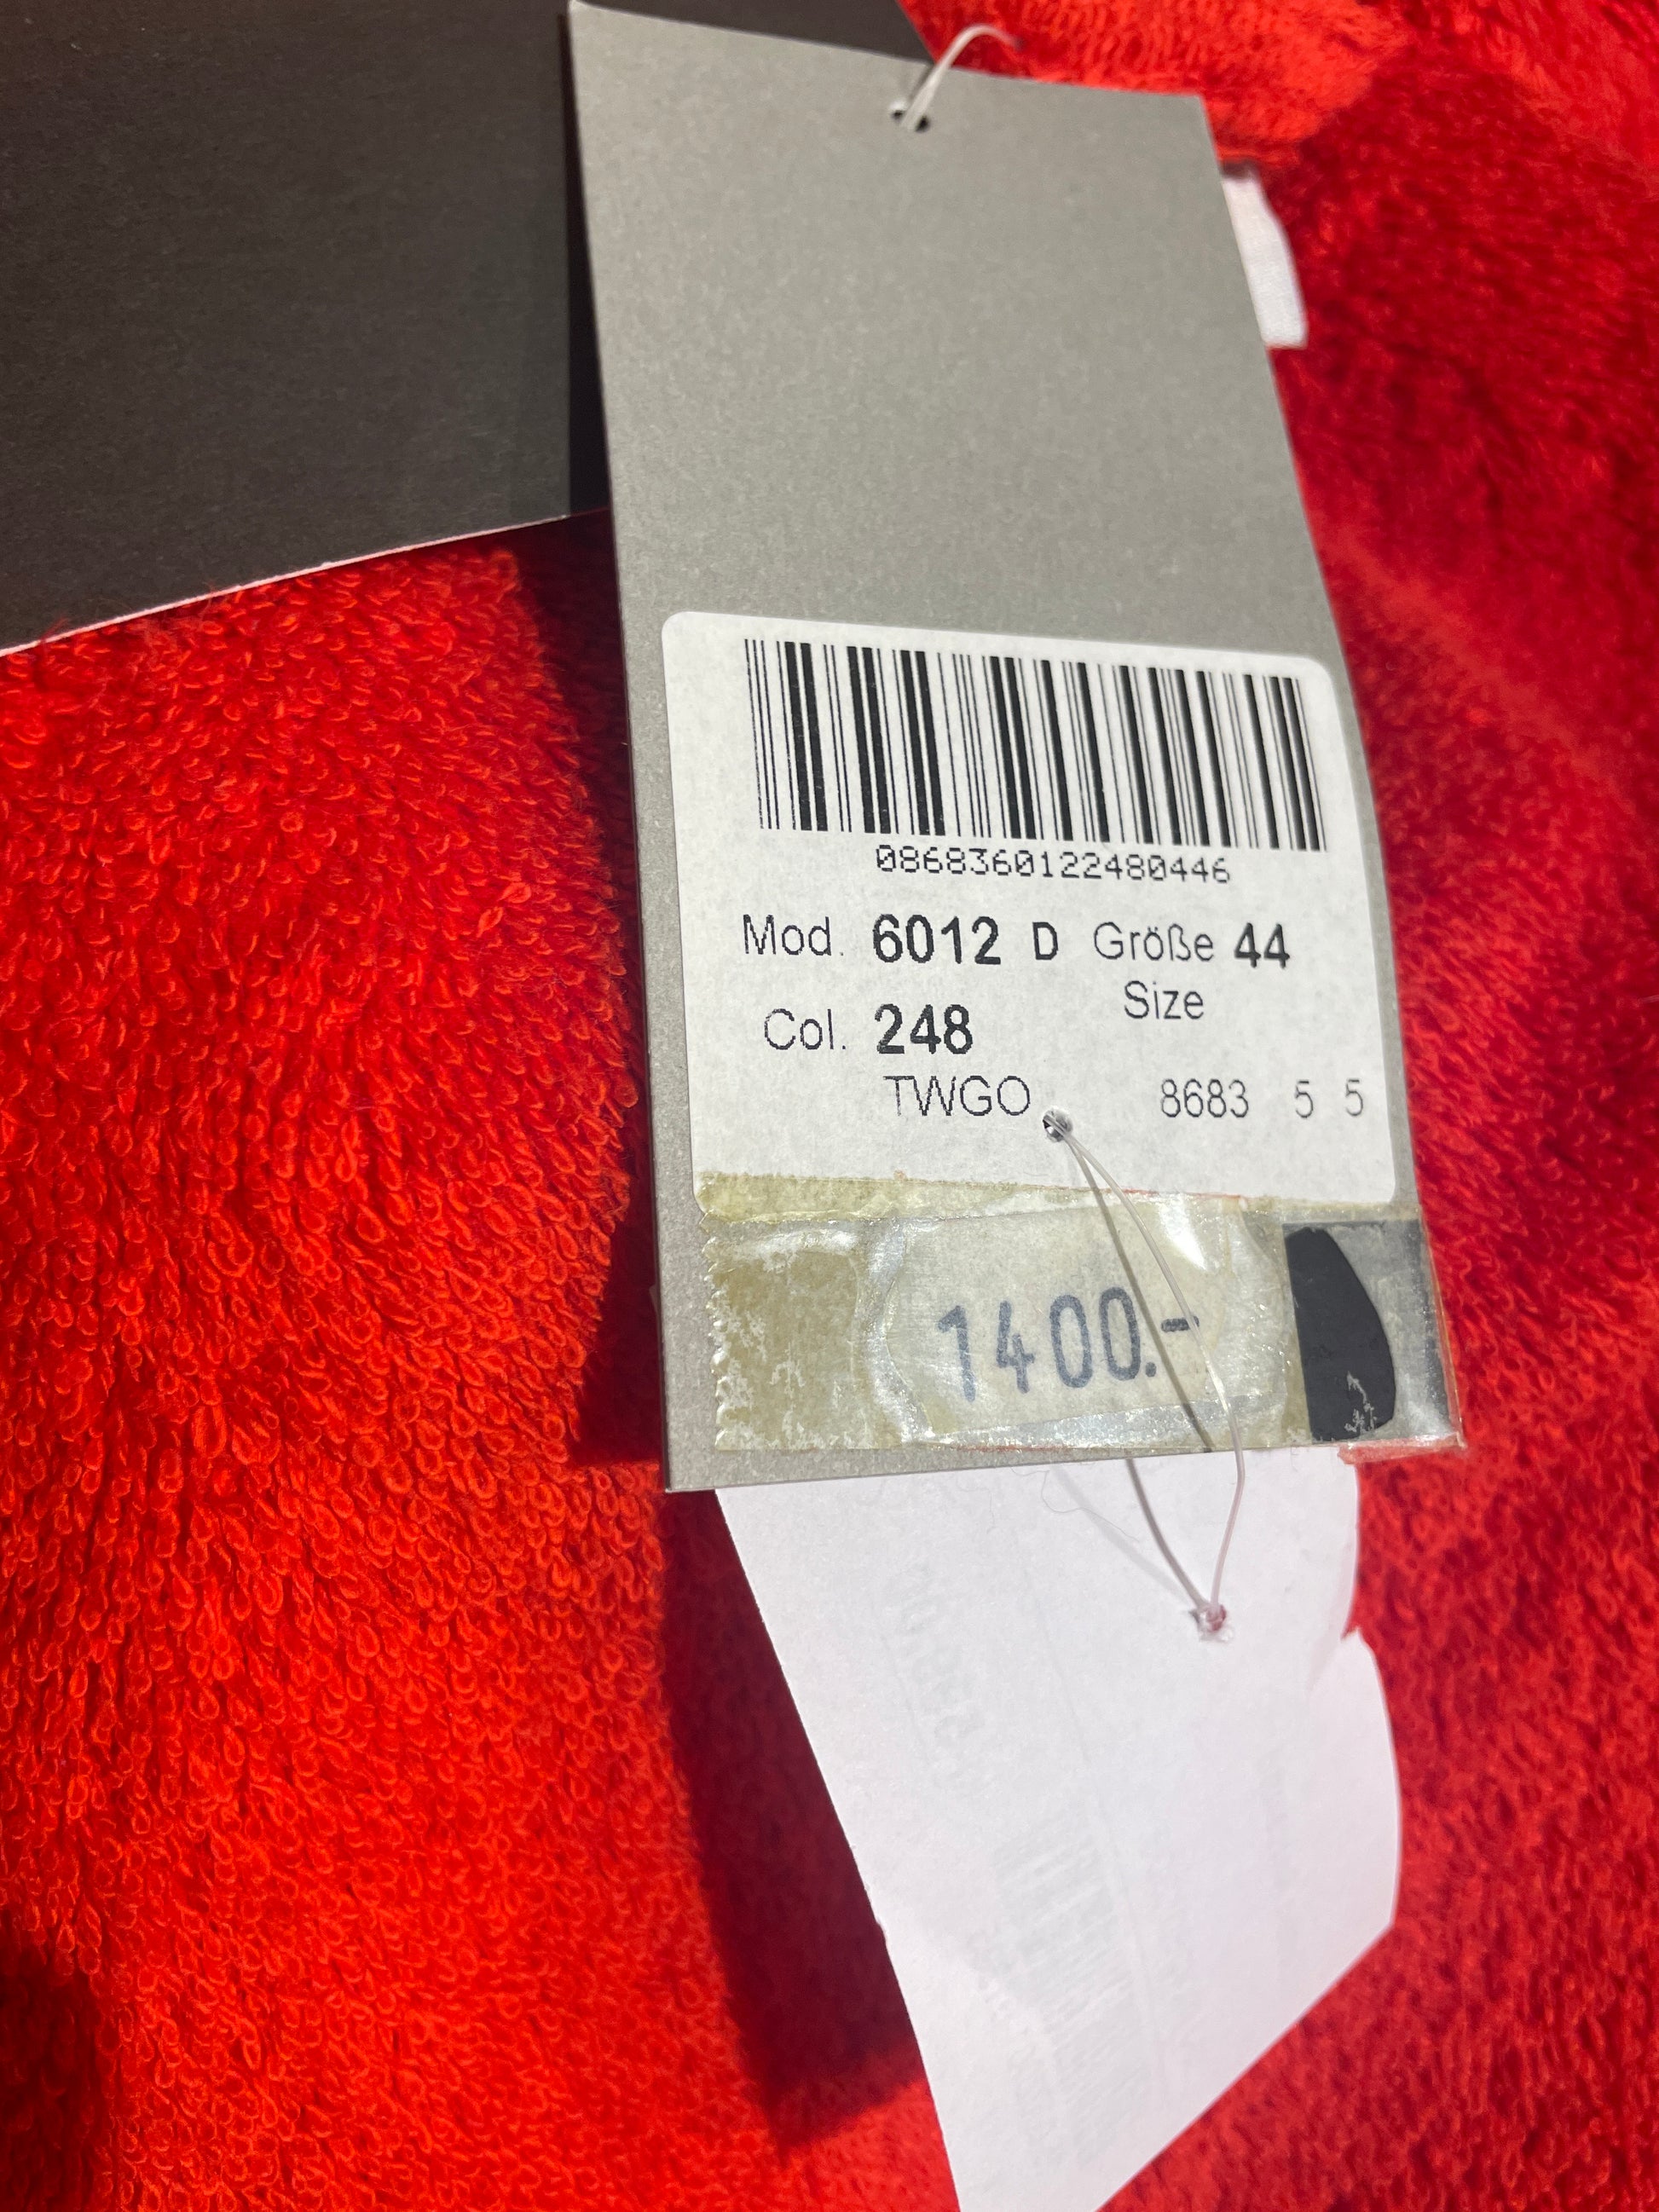 0868360122480446
Mod. 6012 D Größe 44
Size
Col. 248
TWGO 8683 5 5
1400.-